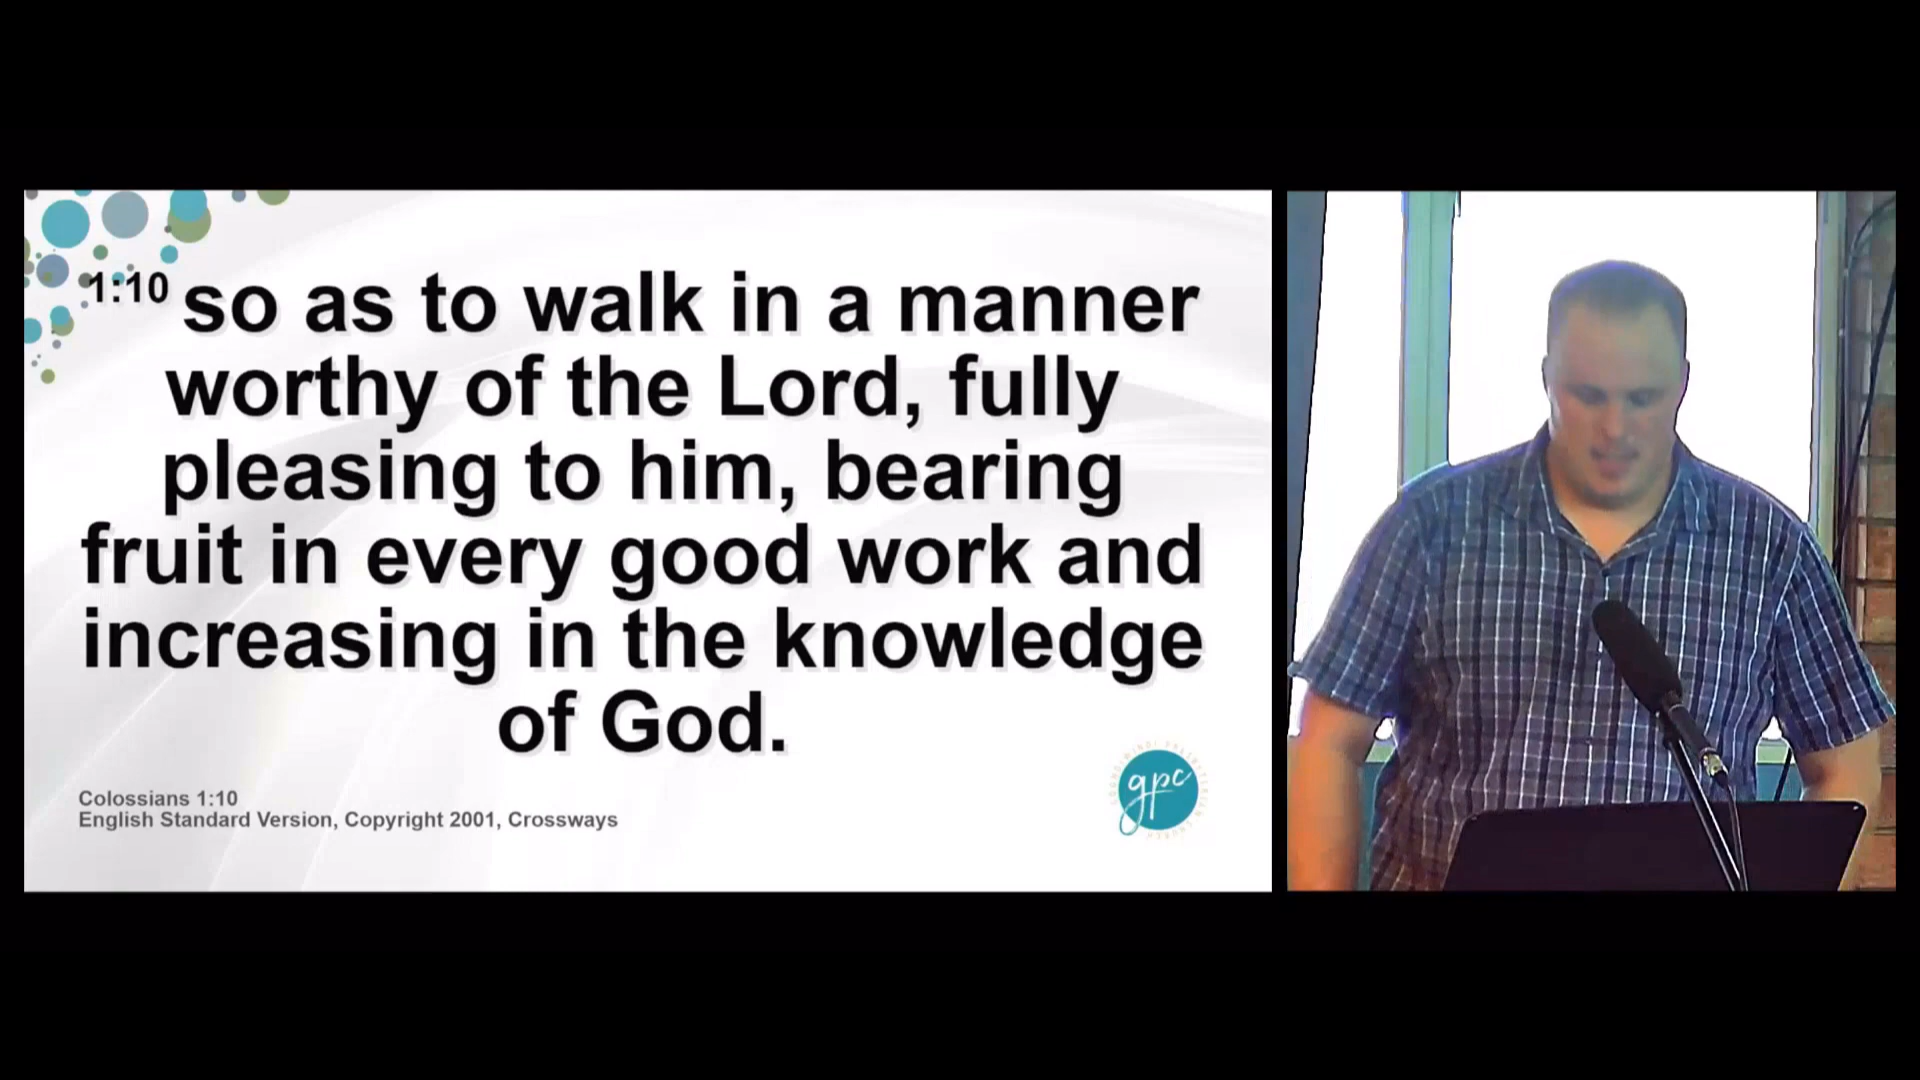 1:10 so as to walk in a manner
worthy of the Lord, fully
pleasing to him, bearing
fruit in every good work and
increasing in the knowledge
of God.
Colossians 1:10
English Standard Version, Copyright 2001, Crossways
gpc